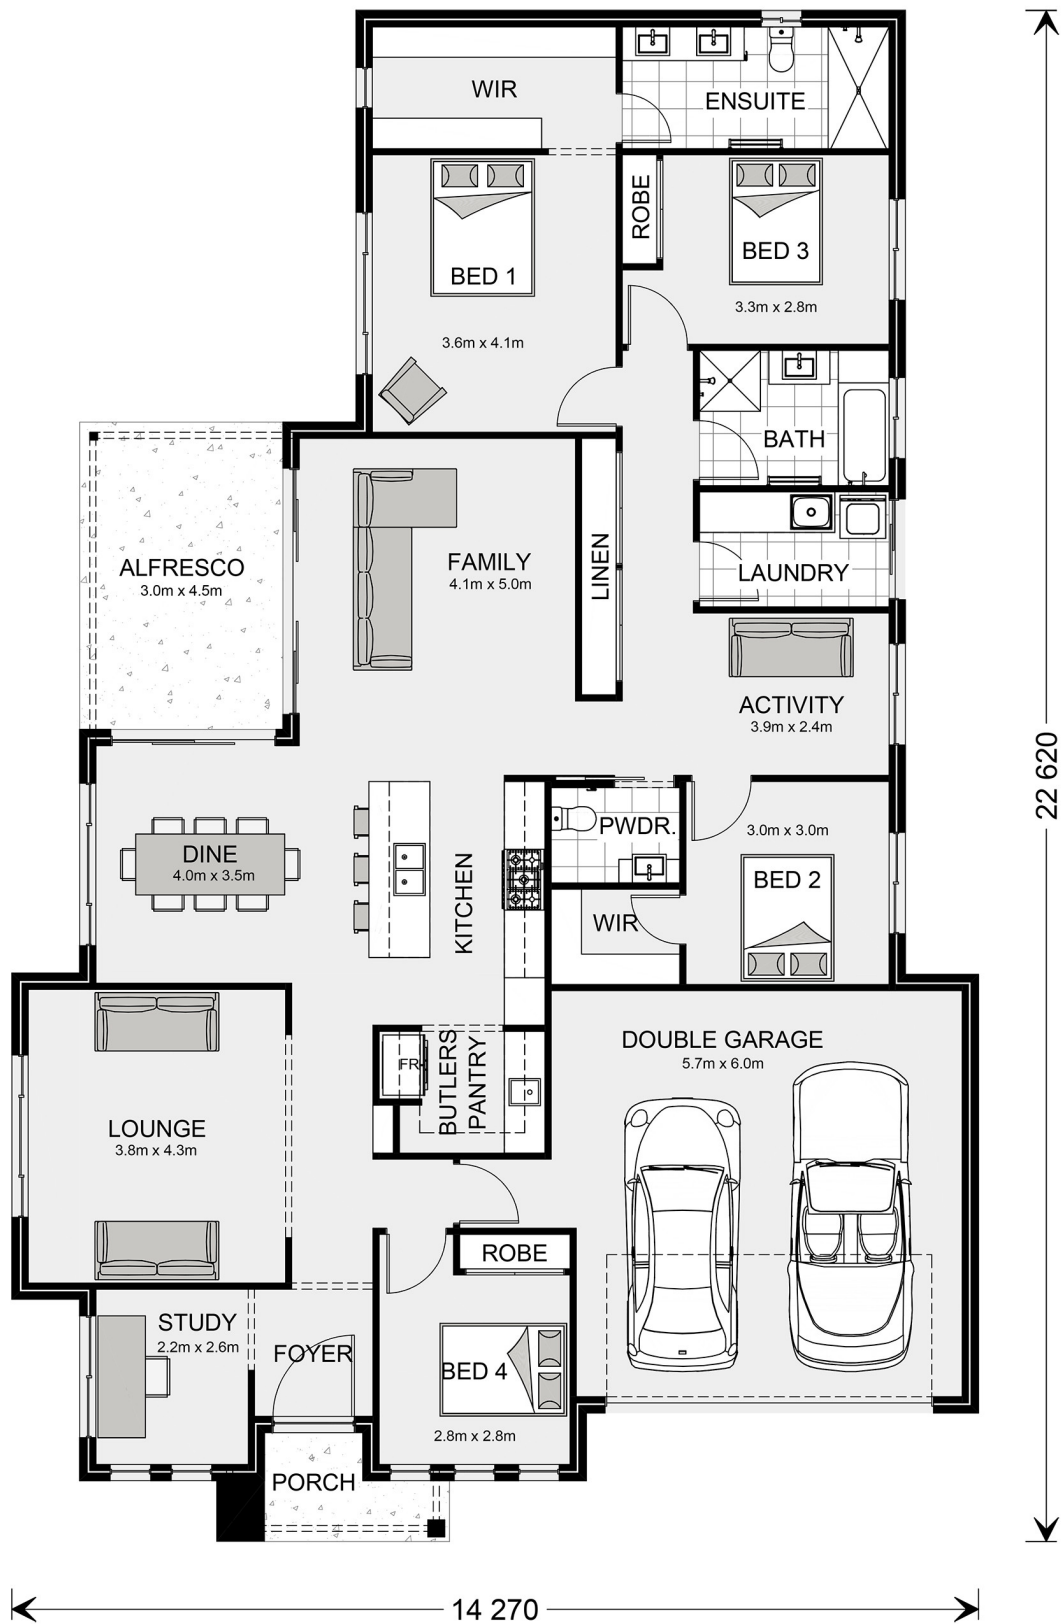 WIR
ENSUITE
ROBE
BED 3
3.3m x 2.8m
BED 1
3.6m x 4.1m
BATH
ALFRESCO
3.0m x 4.5m
FAMILY
4.1m x 5.0m
LINEN
LAUNDRY
ACTIVITY
3.9m x 2.4m
22 620
DINE
4.0m x 3.5m
KITCHEN
PWDR.
3.0m x 3.0m
BED 2
WIR
DOUBLE GARAGE
5.7m x 6.0m
FR
BUTLERS
PANTRY
LOUNGE
3.8m x 4.3m
ROBE
STUDY
2.2m x 2.6m
FOYER
BED 4
2.8m x 2.8m
PORCH
14 270